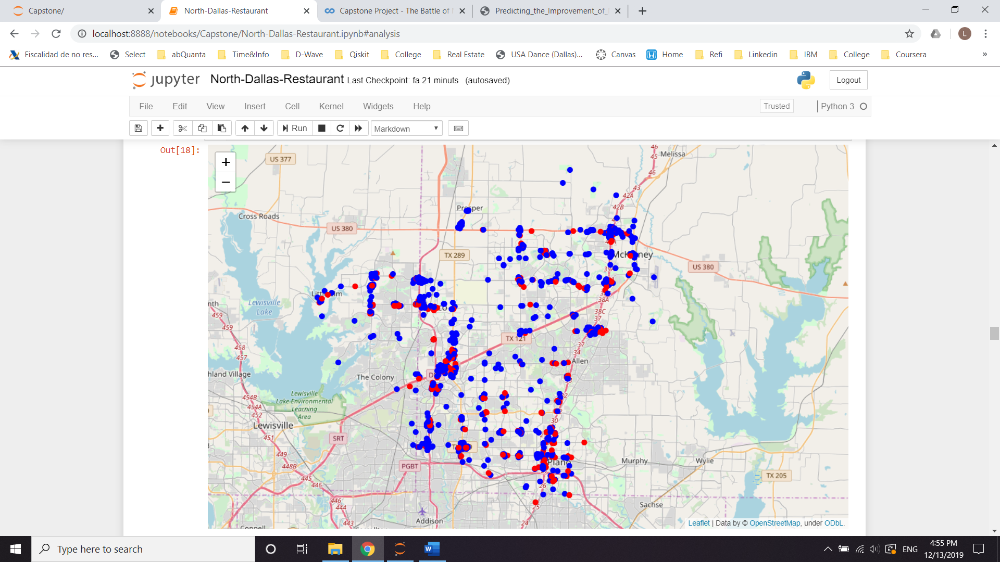 Capstone/
North-Dallas-Restaurant
Capstone Project - The Battle of
Predicting_the_Improvement_of_
localhost:8888/notebooks/Capstone/North-Dallas-Restaurant.ipynb#analysis
L
Fiscalidad de no res...
Select
abQuanta
Time&Info
D-Wave
Qiskit
College
Real Estate
USA Dance (Dallas)...
Canvas
Home
Refi
Linkedin
IBM
College
Coursera
»
jupyter
North-Dallas-Restaurant Last Checkpoint: fa 21 minuts (autosaved)
Logout
File
Edit
View
Insert
Cell
Kernel
Widgets
Help
Trusted
Python 3
Run
Markdown
Out[18]:
+
−
US 377
46
45
Melissa
46
43
42A
42B
Prosper
Cross Roads
US 380
TX 289
McKinney
US 380
39A
38A
38C
37
Lewisville
Lake
459
459
458
457
TX 121
37
34
Allen
hland Village
The Colony
Lewisville
Lake Environmental
Learning
Area
454B
454A
452
451
Lewisville
30
SRT
449
448B
445
446
PGBT
Plano
Murphy
Wylie
TX 205
26
25
24
446
444
443
Sachse
Addison
Leaflet | Data by © OpenStreetMap, under ODbL.
Type here to search
W
ENG
4:55 PM
12/13/2019